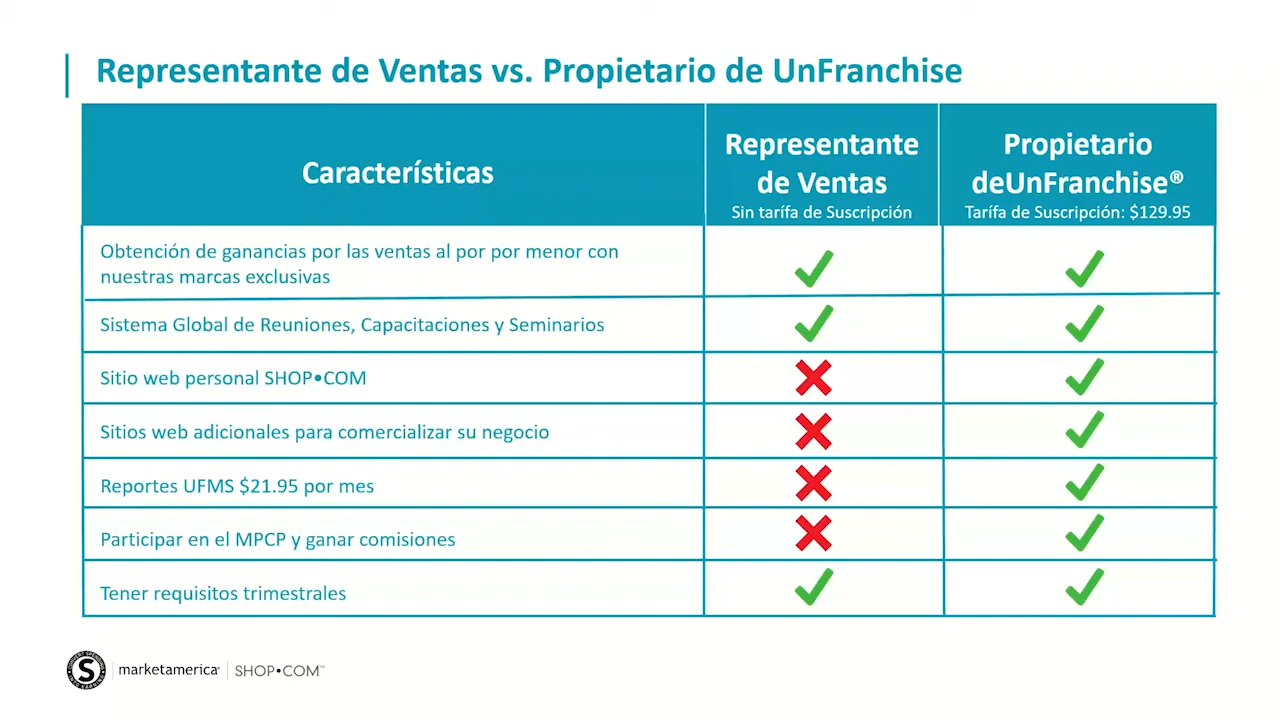 Representante de Ventas vs. Propietario de UnFranchise
Características
Representante
de Ventas
Sin tarífa de Suscripción
Propietario
deUnFranchise®
Tarífa de Suscripción: $129.95
Obtención de ganancias por las ventas al por por menor con
nuestras marcas exclusivas
Sistema Global de Reuniones, Capacitaciones y Seminarios
Sitio web personal SHOP•COM
Sitios web adicionales para comercializar su negocio
Reportes UFMS $21.95 por mes
Participar en el MPCP y ganar comisiones
Tener requisitos trimestrales
S
marketamerica®
SHOP•COM™